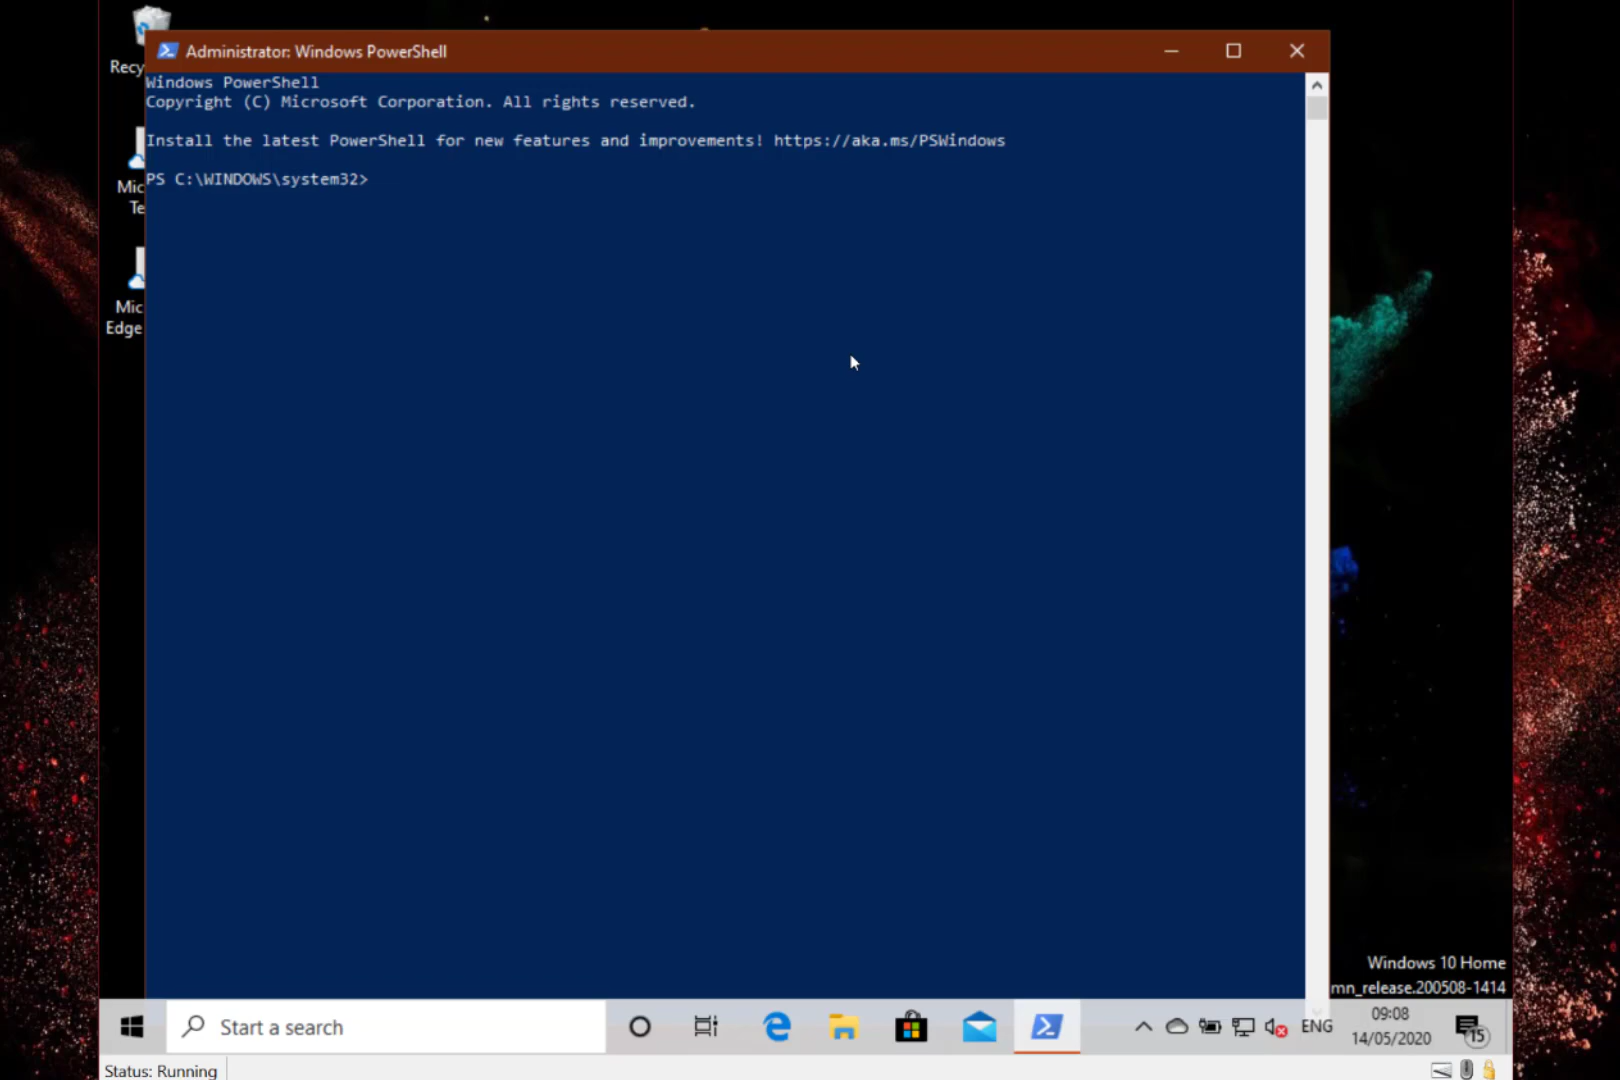 Administrator: Windows PowerShell
Recy
Windows PowerShell
Copyright (C) Microsoft Corporation. All rights reserved.
Install the latest PowerShell for new features and improvements! https://aka.ms/PSWindows
Mic
Te
PS C:\WINDOWS\system32>
Mic
Edge
Windows 10 Home
mn_release.200508-1414
Start a search
ENG
09:08
14/05/2020
15
Status: Running